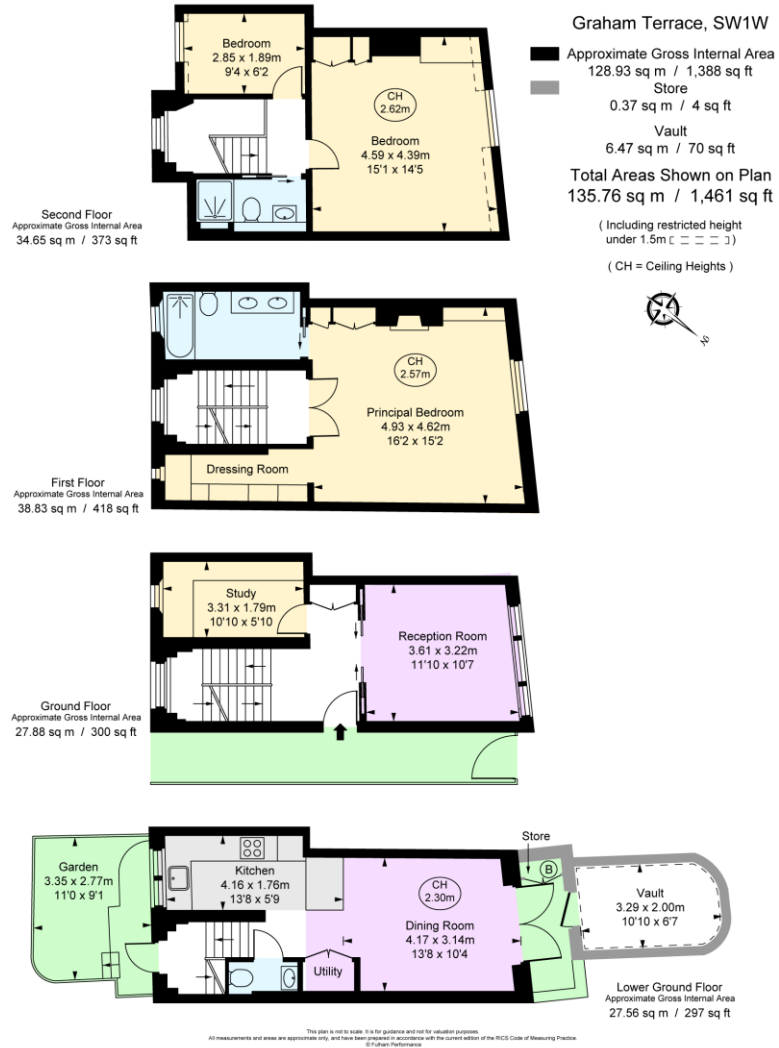 Graham Terrace, SW1W
Approximate Gross Internal Area
128.93 sq m / 1,388 sq ft
Store
0.37 sq m / 4 sq ft
Vault
6.47 sq m / 70 sq ft
Total Areas Shown on Plan
135.76 sq m / 1,461 sq ft
( Including restricted height
under 1.5m )
( CH = Ceiling Heights )
N
Bedroom
2.85 x 1.89m
9'4 x 6'2
CH
2.62m
Bedroom
4.59 x 4.39m
15'1 x 14'5
Second Floor
Approximate Gross Internal Area
34.65 sq m / 373 sq ft
CH
2.57m
Principal Bedroom
4.93 x 4.62m
16'2 x 15'2
Dressing Room
First Floor
Approximate Gross Internal Area
38.83 sq m / 418 sq ft
Study
3.31 x 1.79m
10'10 x 5'10
Reception Room
3.61 x 3.22m
11'10 x 10'7
Ground Floor
Approximate Gross Internal Area
27.88 sq m / 300 sq ft
Garden
3.35 x 2.77m
11'0 x 9'1
Kitchen
4.16 x 1.76m
13'8 x 5'9
CH
2.30m
Dining Room
4.17 x 3.14m
13'8 x 10'4
Utility
Store
B
Vault
3.29 x 2.00m
10'10 x 6'7
Lower Ground Floor
Approximate Gross Internal Area
27.56 sq m / 297 sq ft
This plan is not to scale. It is for guidance and not for valuation purposes.
All measurements and areas are approximate only, and have been prepared in accordance with the current edition of the RICS Code of Measuring Practice.
© Fulham Performance